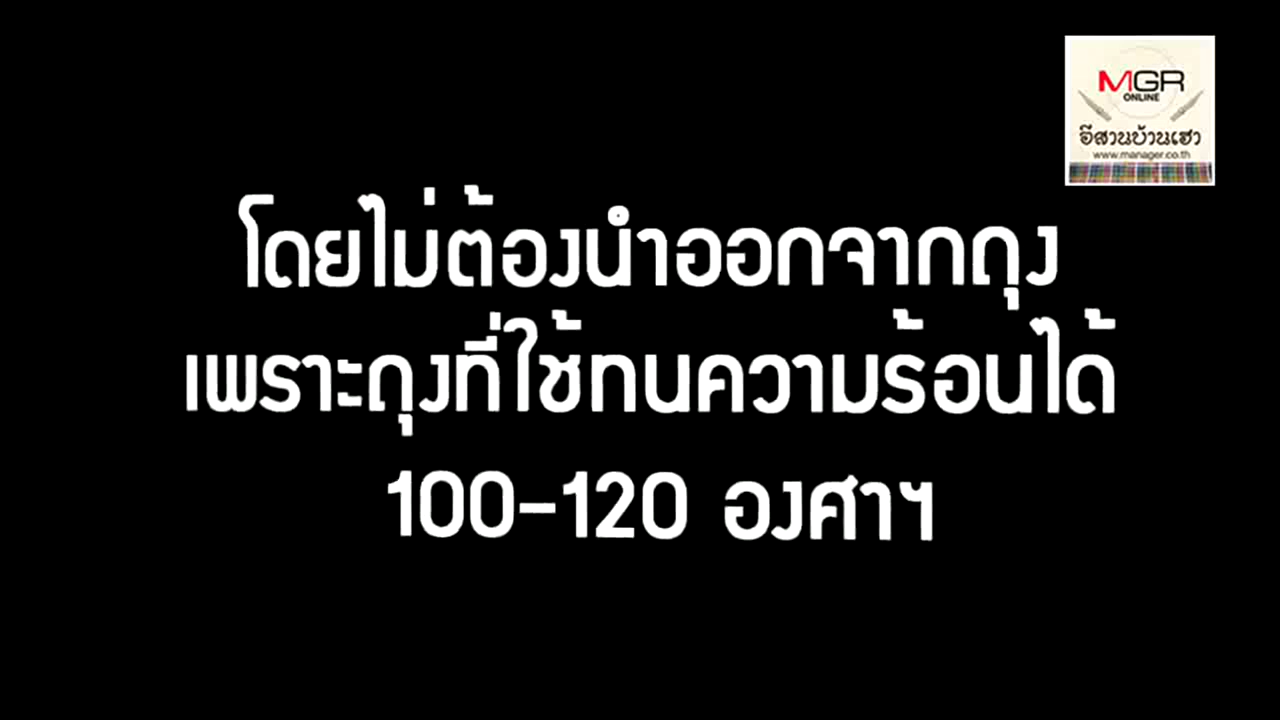 MGR
ONLINE
อีสานบ้านเฮา
www.manager.co.th
โดยไม่ต้องนำออกจากถุง
เพราะถุงที่ใช้ทนความร้อนได้
100-120 องศาฯ